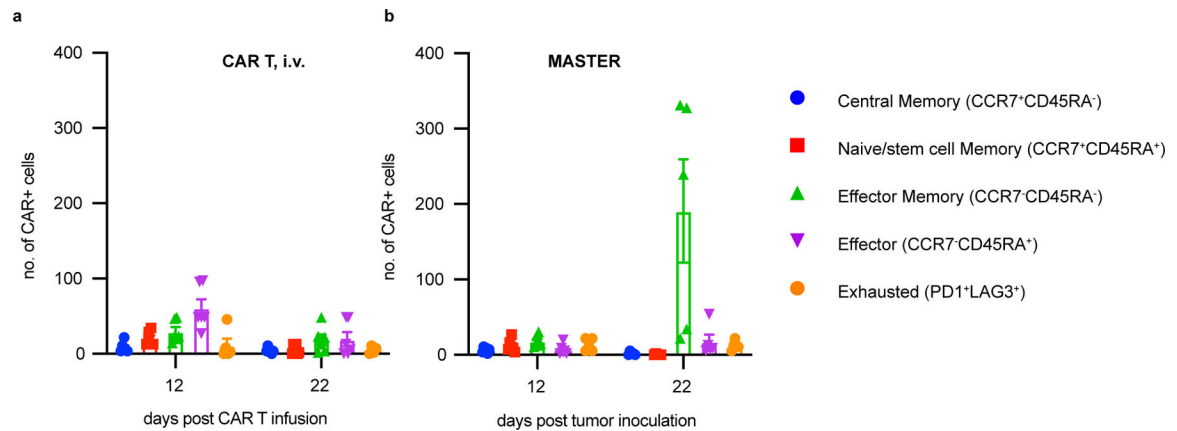 a
CAR T, i.v.
400
300
200
100
0
no. of CAR+ cells
12
22
days post CAR T infusion
b
MASTER
400
300
200
100
0
no. of CAR+ cells
12
22
days post tumor inoculation
Central Memory (CCR7⁺CD45RA⁻)
Naive/stem cell Memory (CCR7⁺CD45RA⁺)
Effector Memory (CCR7⁻CD45RA⁻)
Effector (CCR7⁻CD45RA⁺)
Exhausted (PD1⁺LAG3⁺)